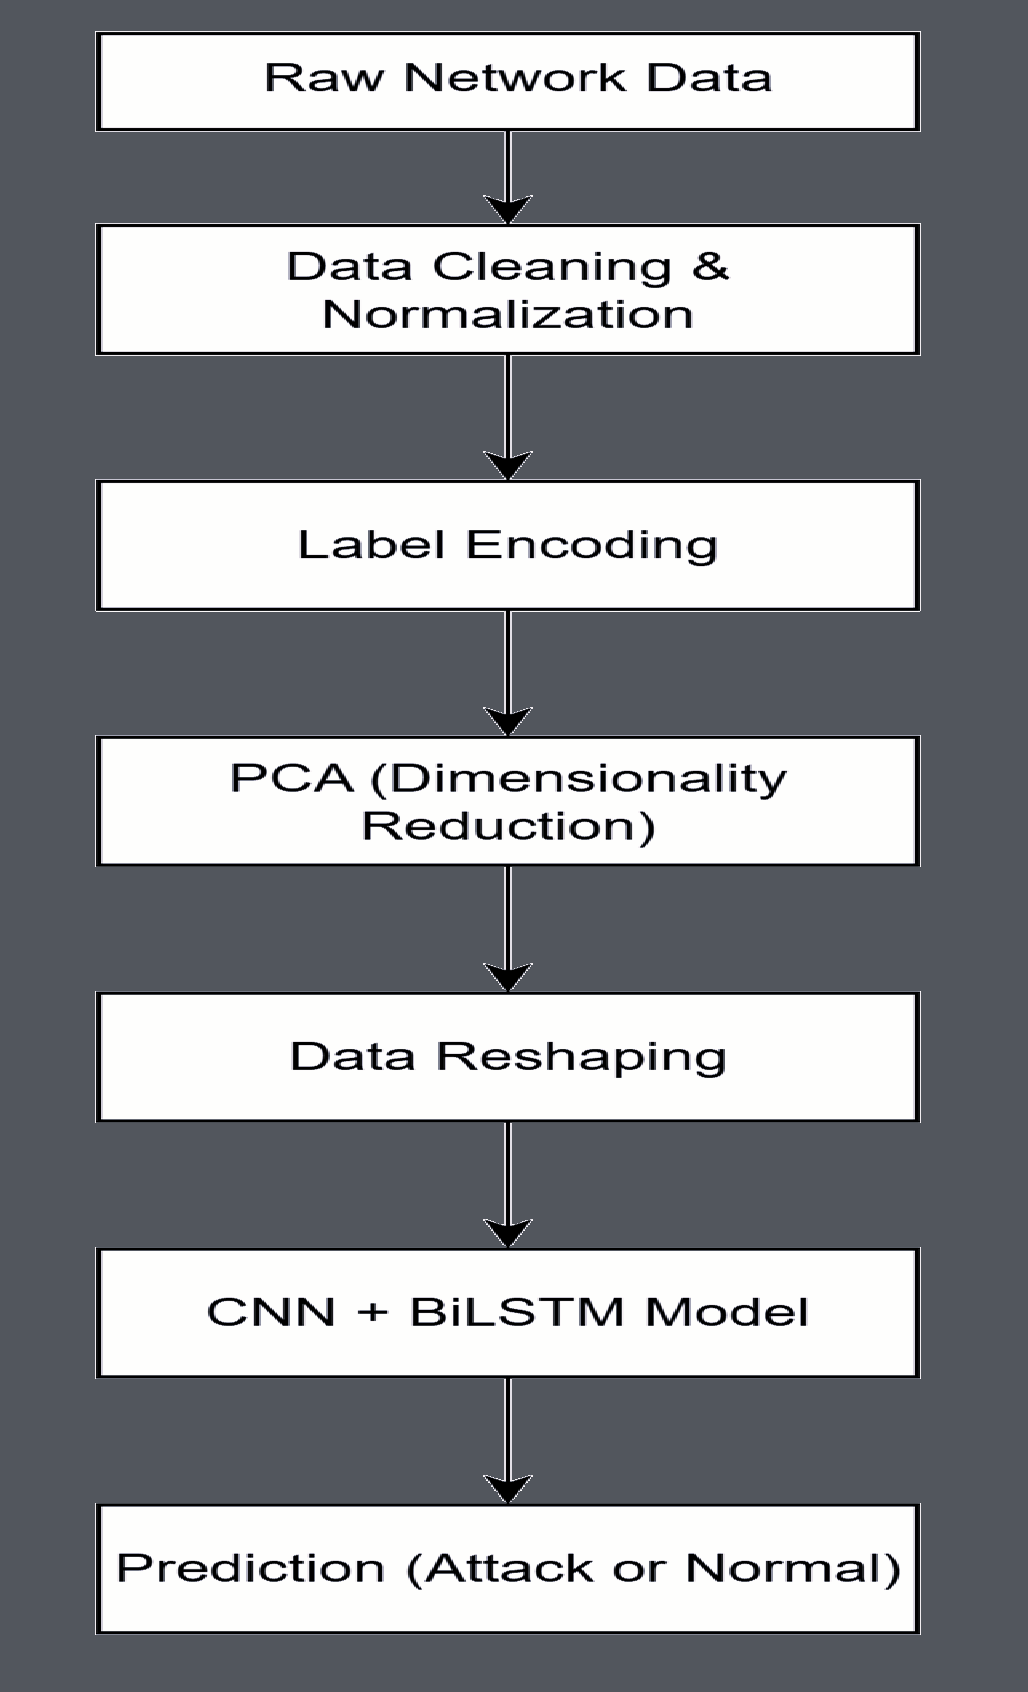 Raw Network Data
Data Cleaning &
Normalization
Label Encoding
PCA (Dimensionality
Reduction)
Data Reshaping
CNN + BiLSTM Model
Prediction (Attack or Normal)